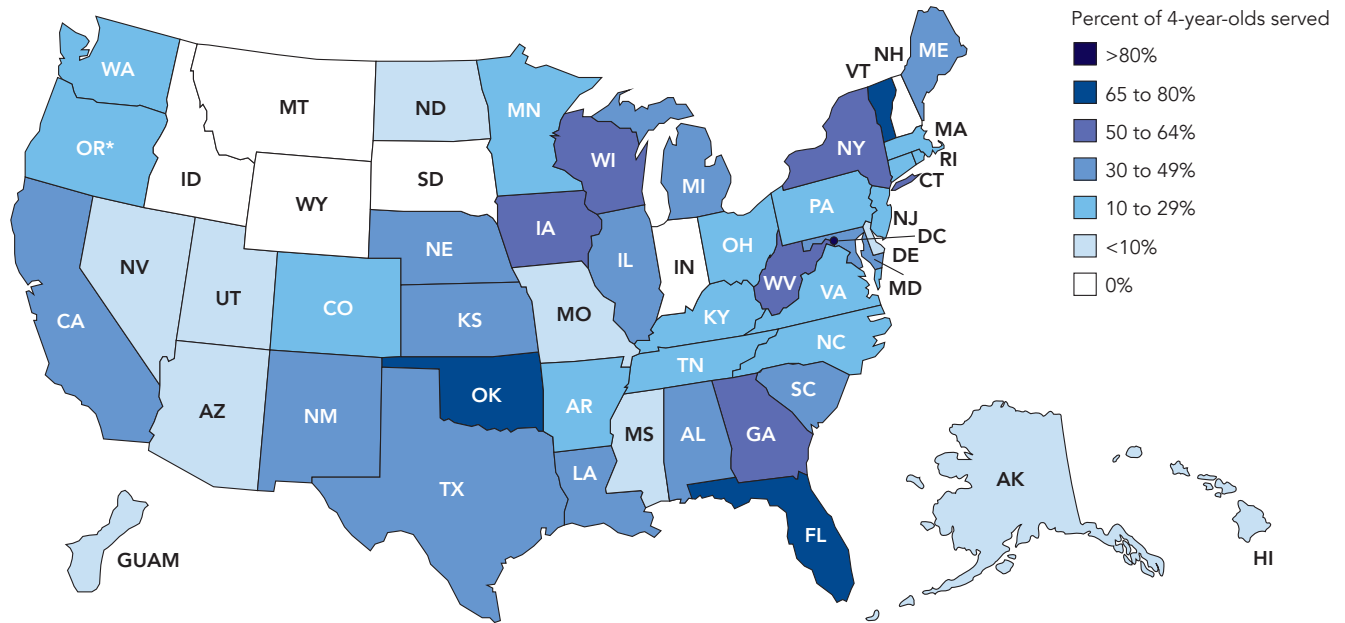 Percent of 4-year-olds served
>80%
65 to 80%
50 to 64%
30 to 49%
10 to 29%
<10%
0%
WA
OR*
CA
NV
ID
MT
WY
UT
AZ
CO
NM
ND
SD
NE
KS
OK
TX
MN
IA
MO
AR
LA
WI
IL
MI
IN
OH
KY
TN
MS
AL
GA
FL
SC
NC
VA
WV
PA
NY
VT
NH
ME
MA
RI
CT
NJ
DC
DE
MD
AK
HI
GUAM